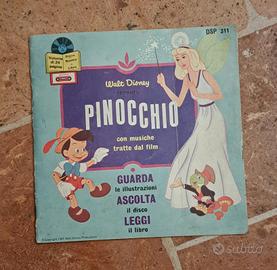 DSP 311
Walt Disney
PINOCCHIO
con musiche
tratte dal film
GUARDA
le illustrazioni
ASCOLTA
il disco
LEGGI
il libro
subito